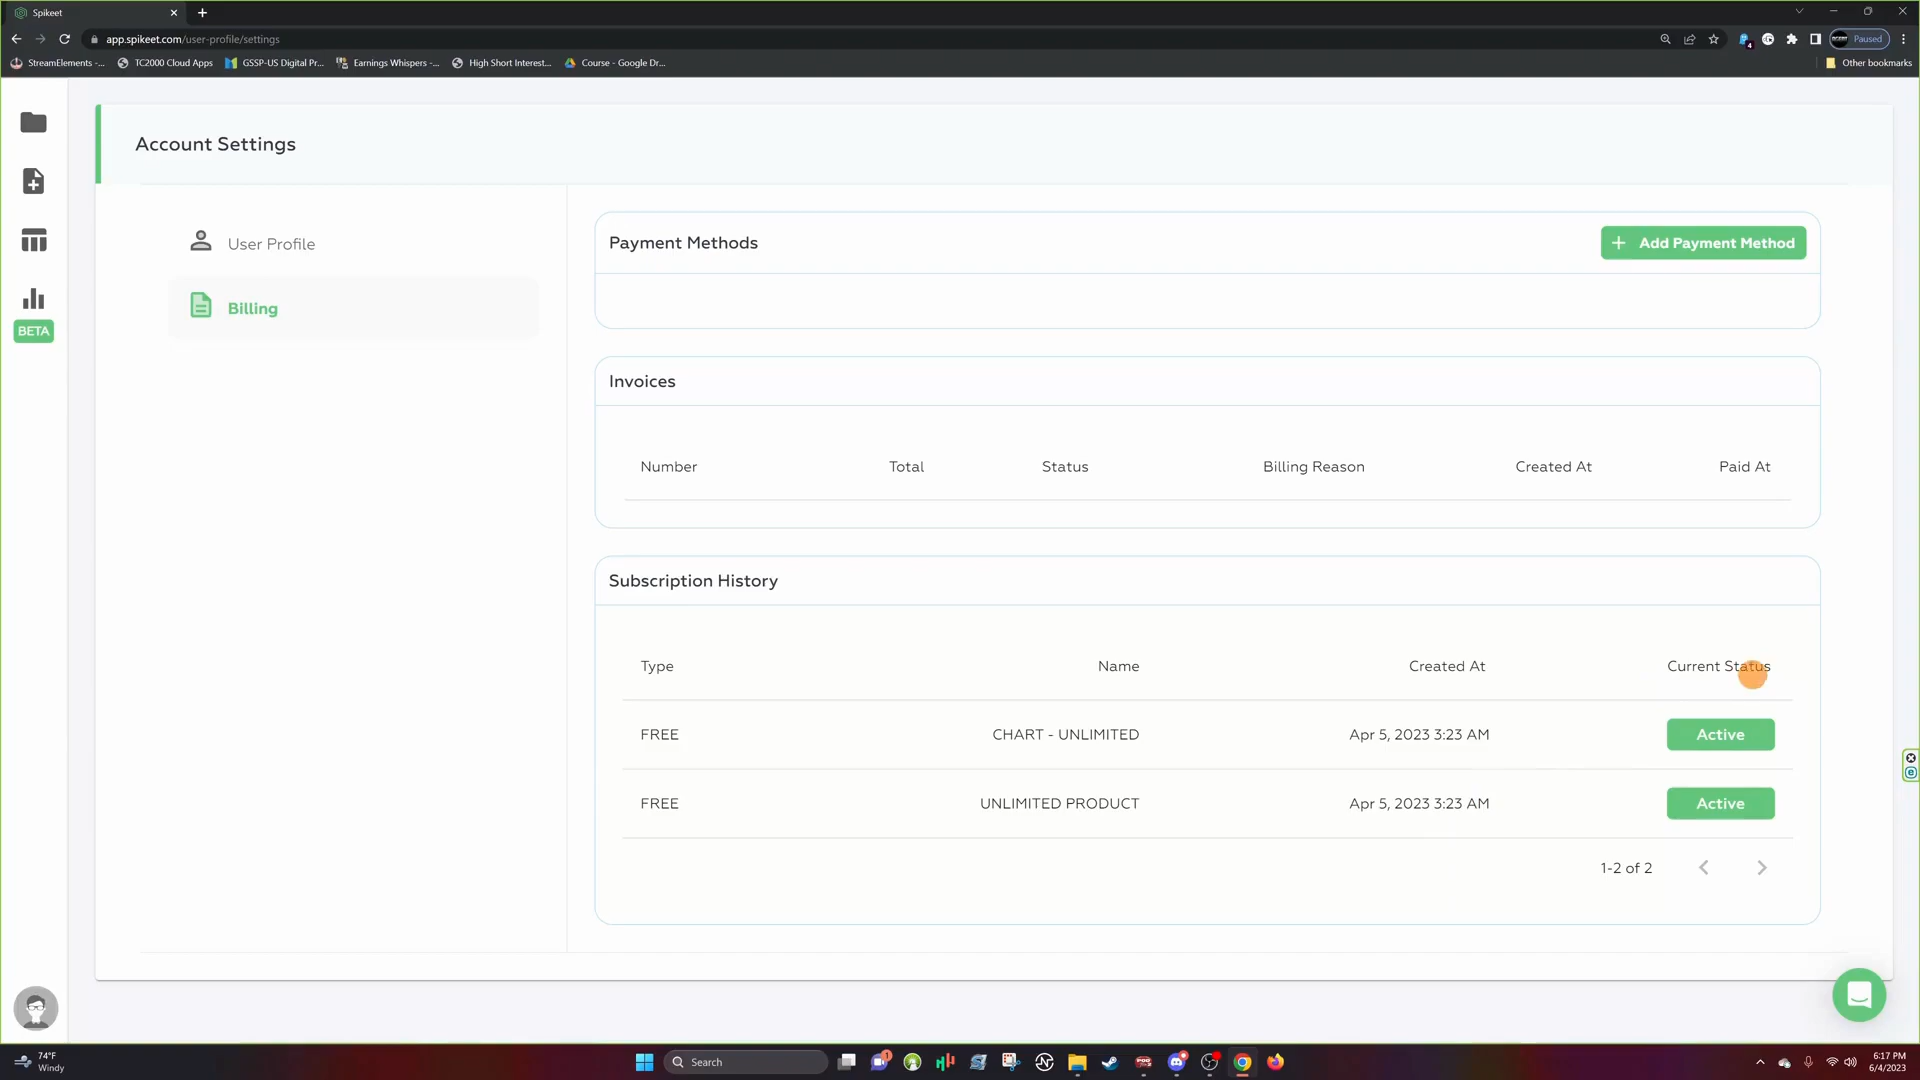 Spikeet
app.spikeet.com/user-profile/settings
Paused
StreamElements -...
TC2000 Cloud Apps
GSSP-US Digital Pr...
Earnings Whispers -...
High Short Interest...
Course - Google Dr...
Other bookmarks
Account Settings
User Profile
Billing
BETA
Payment Methods
+ Add Payment Method
Invoices
Number Total Status Billing Reason Created At Paid At
Subscription History
Type Name Created At Current Status
FREE CHART - UNLIMITED Apr 5, 2023 3:23 AM Active
FREE UNLIMITED PRODUCT Apr 5, 2023 3:23 AM Active
1-2 of 2
74°F
Windy
Search
6:17 PM
6/4/2023